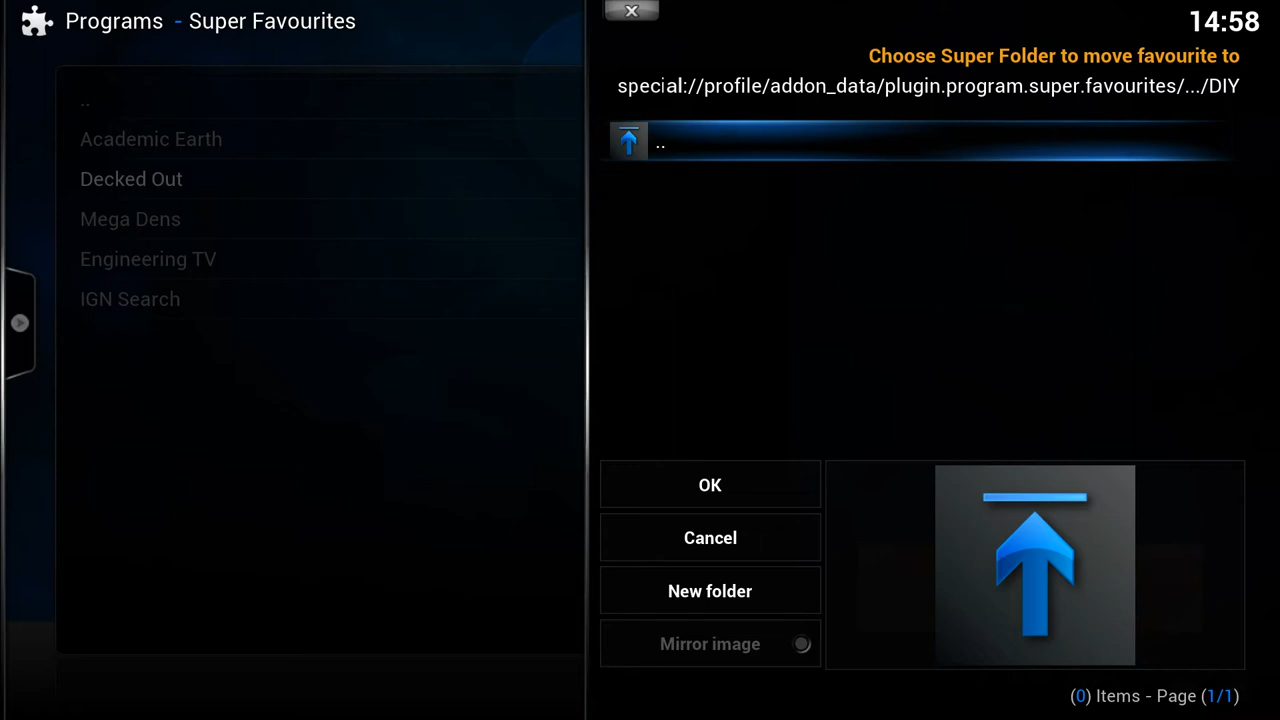 Programs - Super Favourites
..
Academic Earth
Decked Out
Mega Dens
Engineering TV
IGN Search
14:58
Choose Super Folder to move favourite to
special://profile/addon_data/plugin.program.super.favourites/.../DIY
..
OK
Cancel
New folder
Mirror image
(0) Items - Page (1/1)